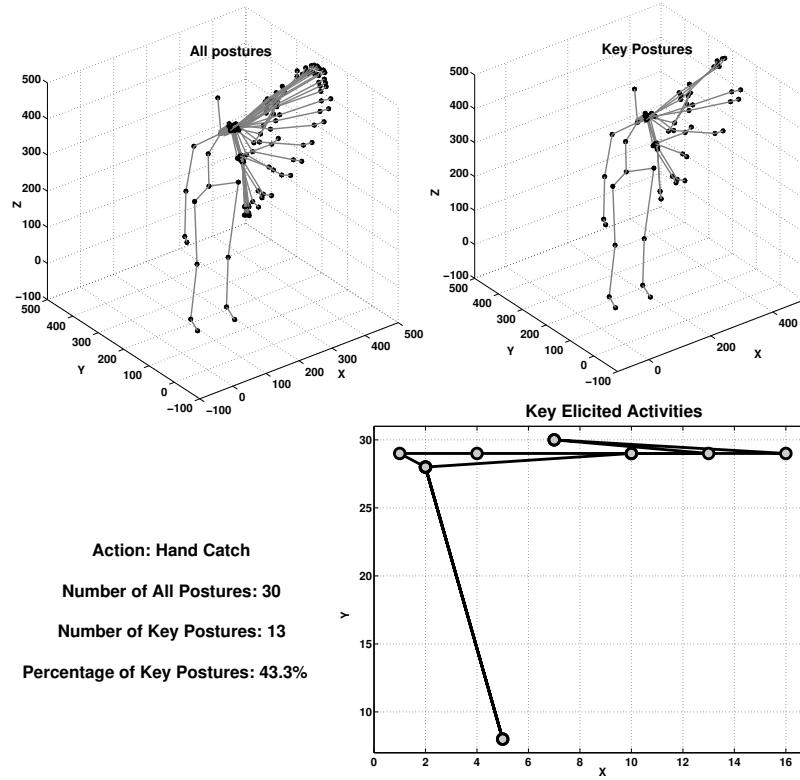 All postures
500
400
300
200
100
0
−100
Z
500
400
300
200
100
0
−100
Y
−100
0
100
200
300
400
500
X
Key Postures
500
400
300
200
100
0
−100
Z
500
400
300
200
100
0
−100
Y
0
200
400
X
Action: Hand Catch
Number of All Postures: 30
Number of Key Postures: 13
Percentage of Key Postures: 43.3%
Key Elicited Activities
30
25
20
15
10
Y
0 2 4 6 8 10 12 14 16
X